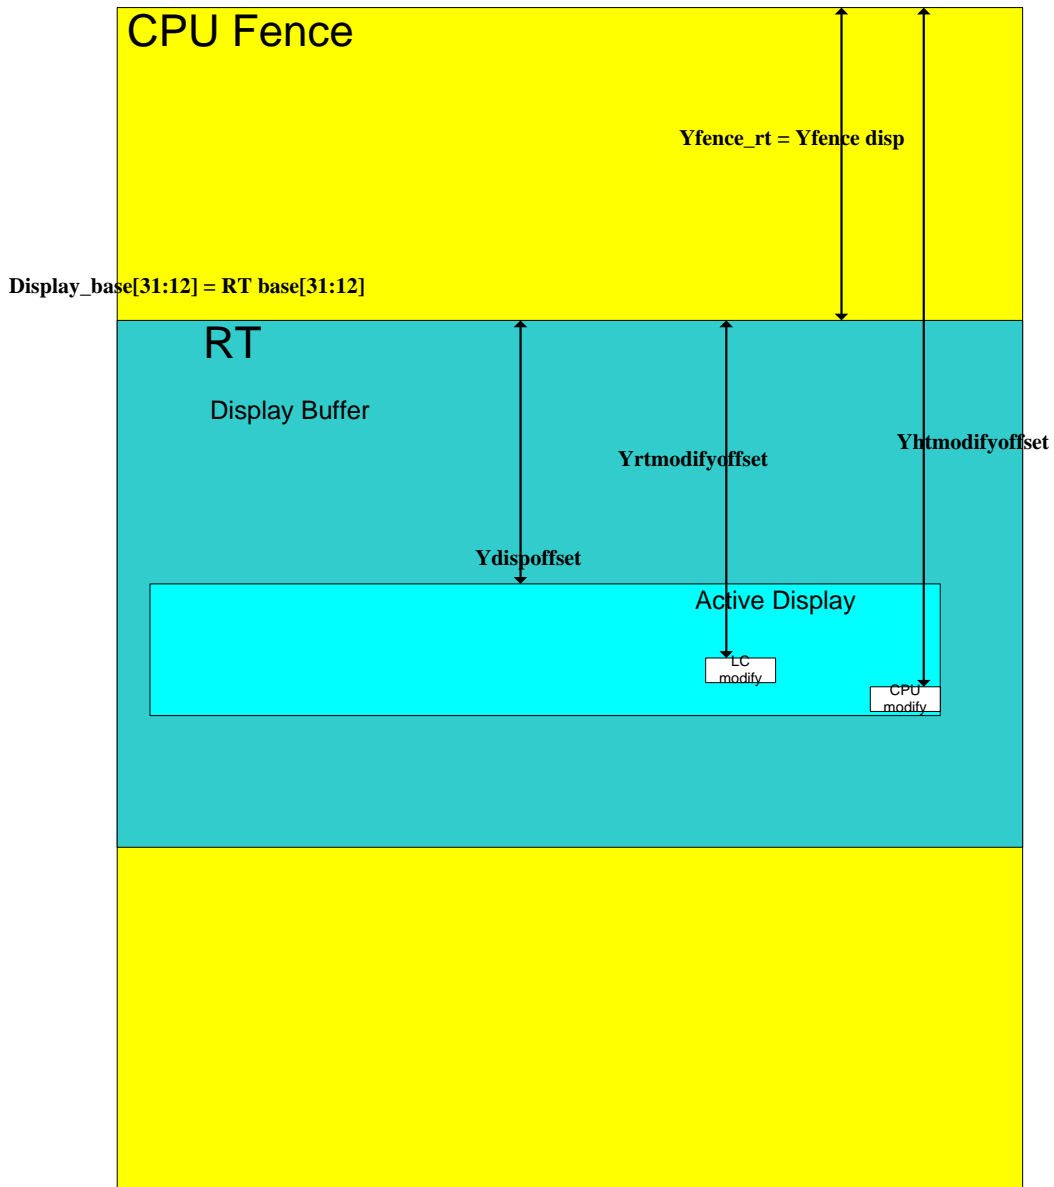 CPU Fence
Yfence_rt = Yfence disp
Display_base[31:12] = RT base[31:12]
RT
Display Buffer
Yhtmodifyoffset
Yrtmodifyoffset
Ydispoffset
Active Display
LC
modify
CPU
modify